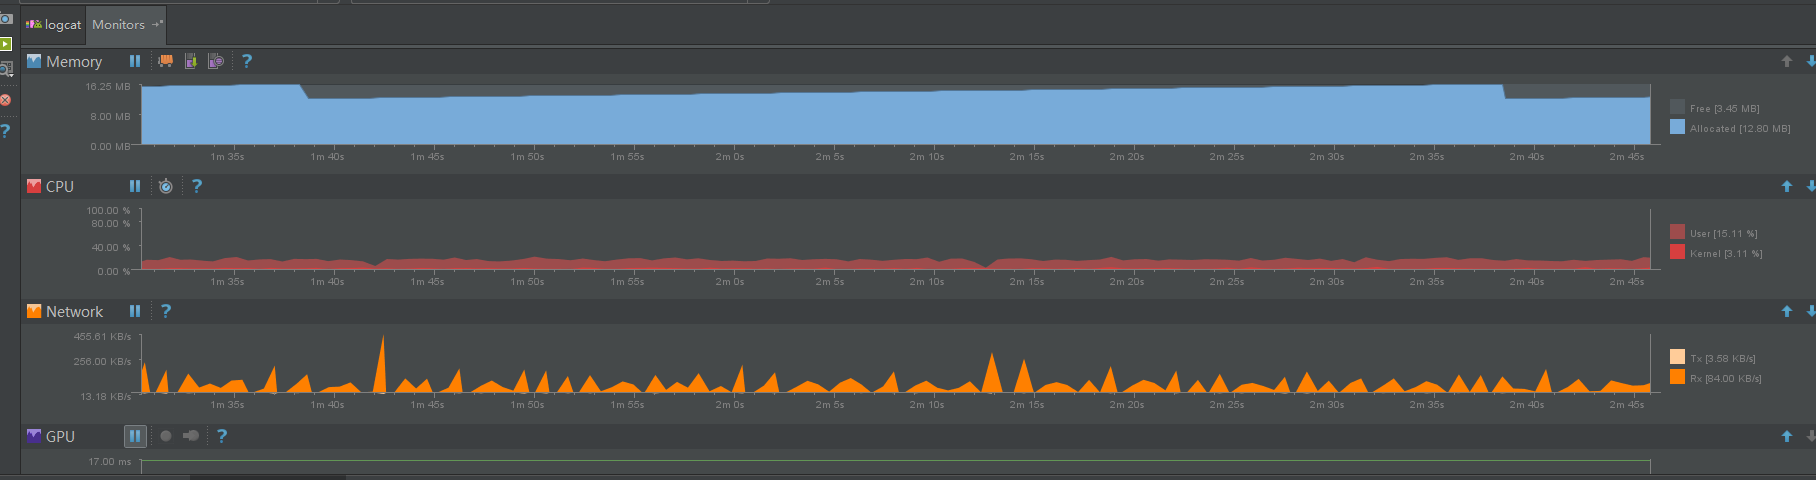 logcat Monitors
Memory ?
16.25 MB
8.00 MB
0.00 MB
Free [3.45 MB]
Allocated [12.80 MB]
1m 35s 1m 40s 1m 45s 1m 50s 1m 55s 2m 0s 2m 5s 2m 10s 2m 15s 2m 20s 2m 25s 2m 30s 2m 35s 2m 40s 2m 45s
CPU ?
100.00 %
80.00 %
40.00 %
0.00 %
User [15.11 %]
Kernel [3.11 %]
1m 35s 1m 40s 1m 45s 1m 50s 1m 55s 2m 0s 2m 5s 2m 10s 2m 15s 2m 20s 2m 25s 2m 30s 2m 35s 2m 40s 2m 45s
Network ?
455.61 KB/s
256.00 KB/s
13.18 KB/s
Tx [3.58 KB/s]
Rx [84.00 KB/s]
1m 35s 1m 40s 1m 45s 1m 50s 1m 55s 2m 0s 2m 5s 2m 10s 2m 15s 2m 20s 2m 25s 2m 30s 2m 35s 2m 40s 2m 45s
GPU ?
17.00 ms